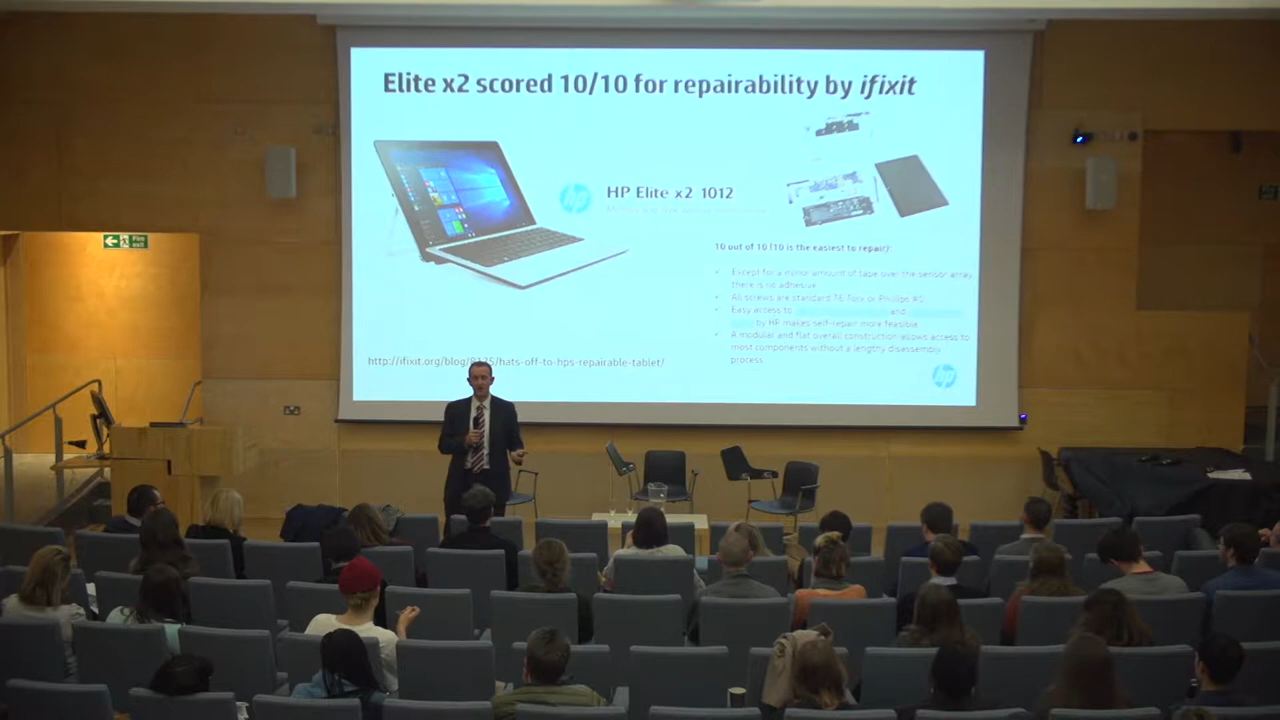 Elite x2 scored 10/10 for repairability by ifixit
hp
HP Elite x2 1012
10 out of 10 (10 is the easiest to repair):
• Except for a minor amount of tape over the sensor array,
there is no adhesive.
• All screws are standard T6 Torx or Phillips #0.
• Easy access to and
by HP makes self-repair more feasible.
• A modular and flat overall construction allows access to
most components without a lengthy disassembly
process.
http://ifixit.org/blog/8125/hats-off-to-hps-repairable-tablet/
hp
Fire
exit